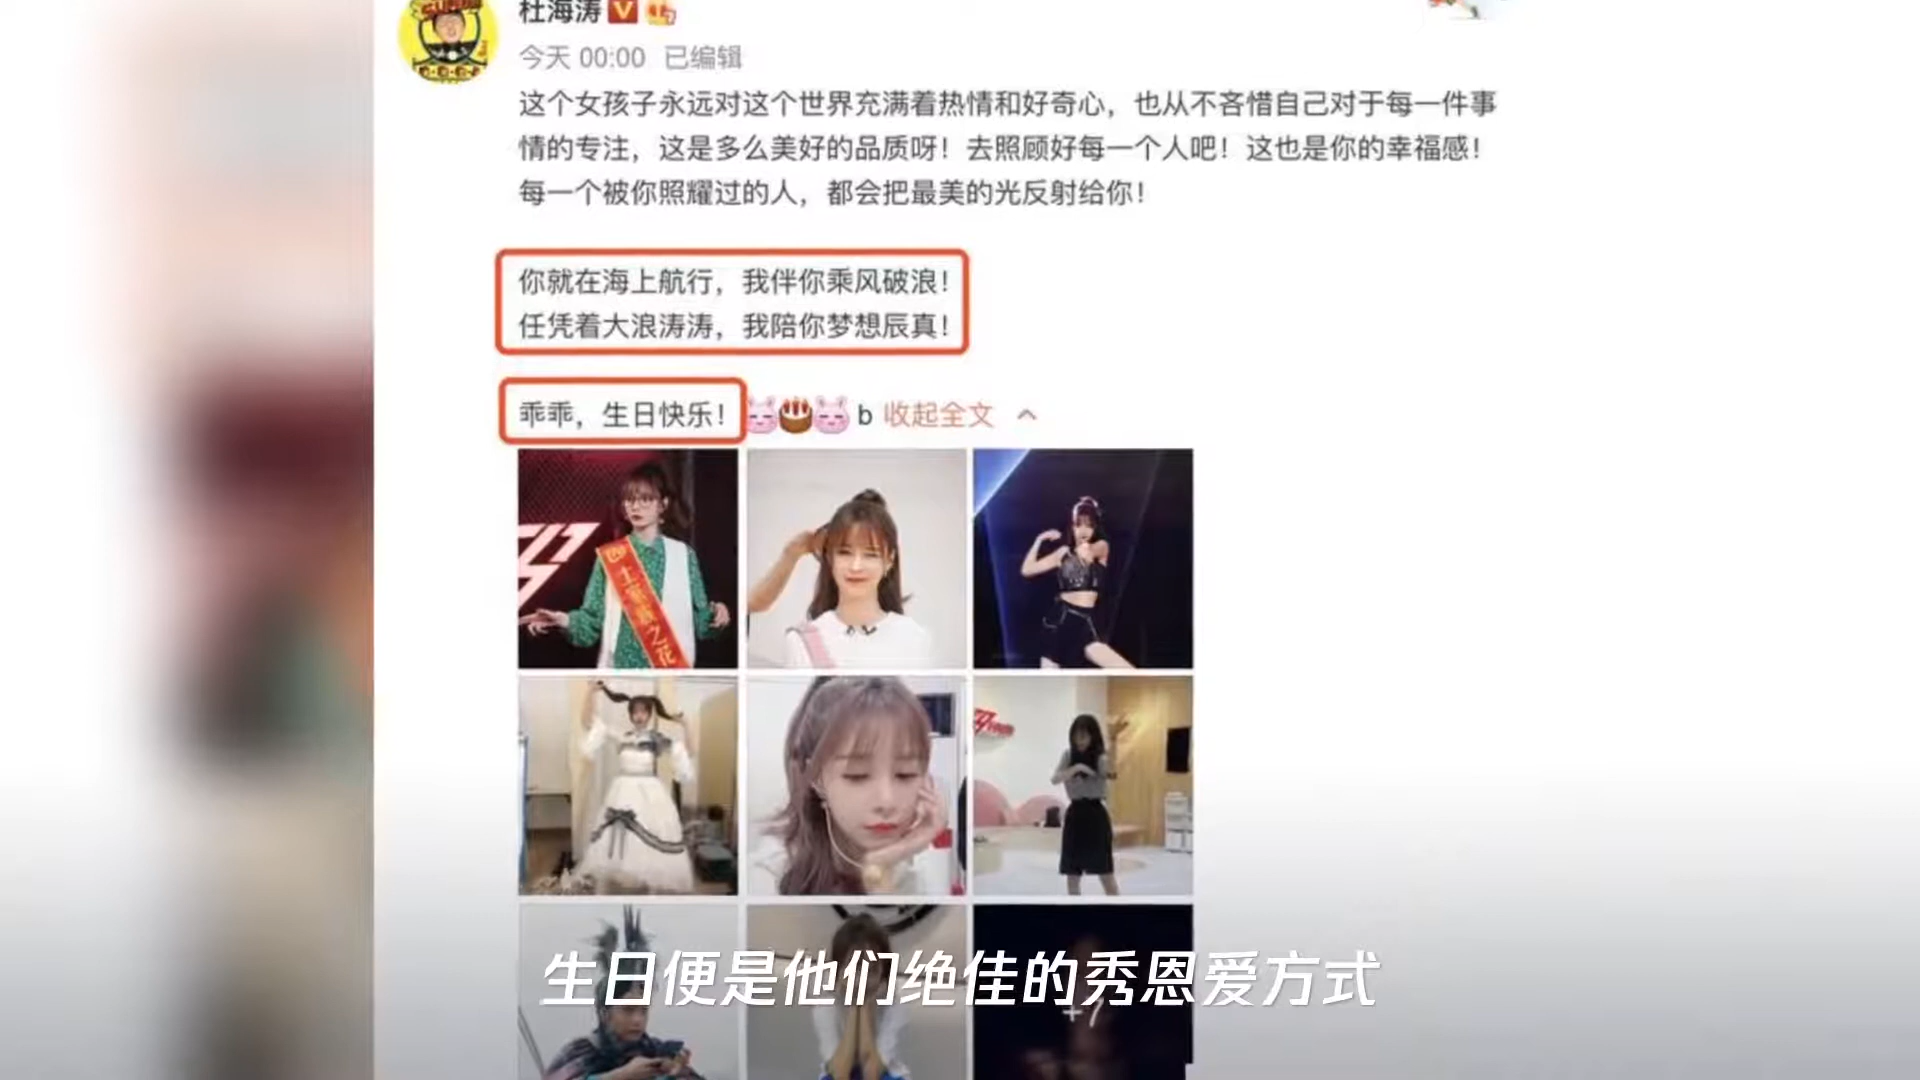 杜海涛
今天 00:00 已编辑
这个女孩子永远对这个世界充满着热情和好奇心，也从不吝惜自己对于每一件事
情的专注，这是多么美好的品质呀！去照顾好每一个人吧！这也是你的幸福感！
每一个被你照耀过的人，都会把最美的光反射给你！
你就在海上航行，我伴你乘风破浪！
任凭着大浪涛涛，我陪你梦想辰真！
乖乖，生日快乐！ b 收起全文
土家族之花
+7
生日便是他们绝佳的秀恩爱方式